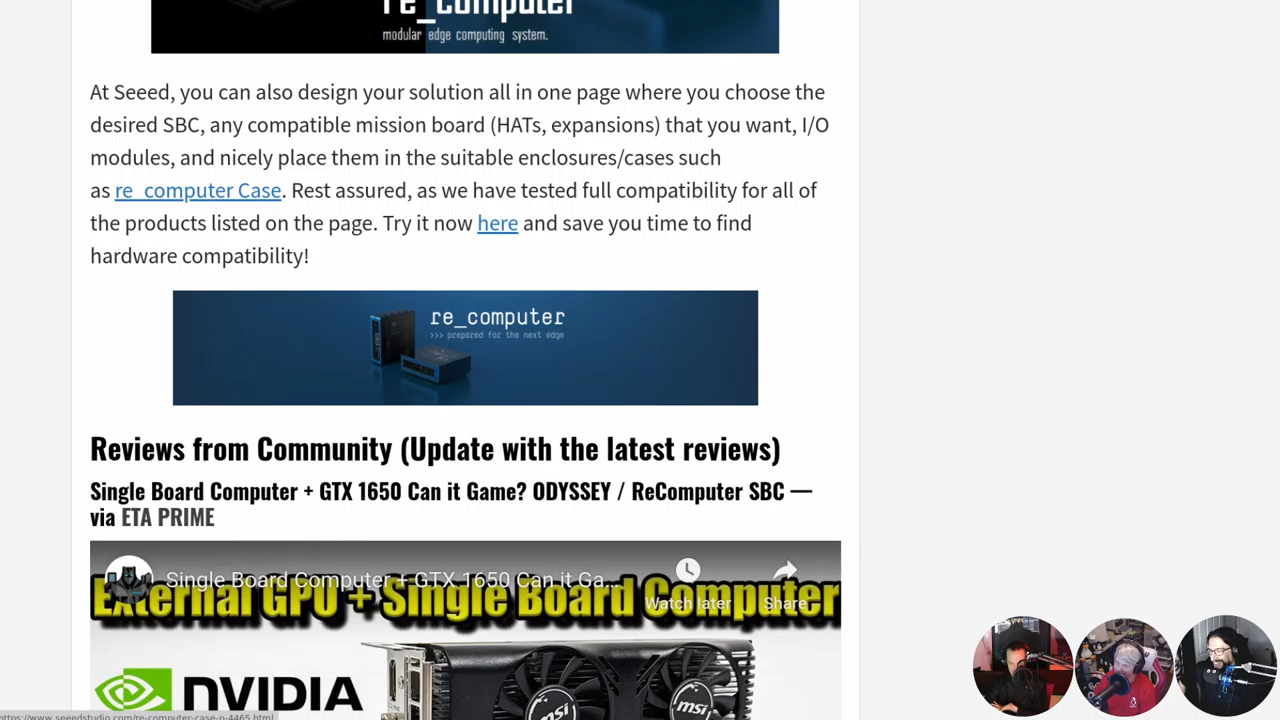 re_computer
modular edge computing system.
At Seeed, you can also design your solution all in one page where you choose the
desired SBC, any compatible mission board (HATs, expansions) that you want, I/O
modules, and nicely place them in the suitable enclosures/cases such
as re_computer Case. Rest assured, as we have tested full compatibility for all of
the products listed on the page. Try it now here and save you time to find
hardware compatibility!
re_computer
>>> prepared for the next edge
Reviews from Community (Update with the latest reviews)
Single Board Computer + GTX 1650 Can it Game? ODYSSEY / ReComputer SBC —
via ETA PRIME
Single Board Computer + GTX 1650 Can it Ga...
External GPU + Single Board Computer
Watch later
Share
NVIDIA
msi
msi
https://www.seeedstudio.com/re-computer-case-p-4465.html